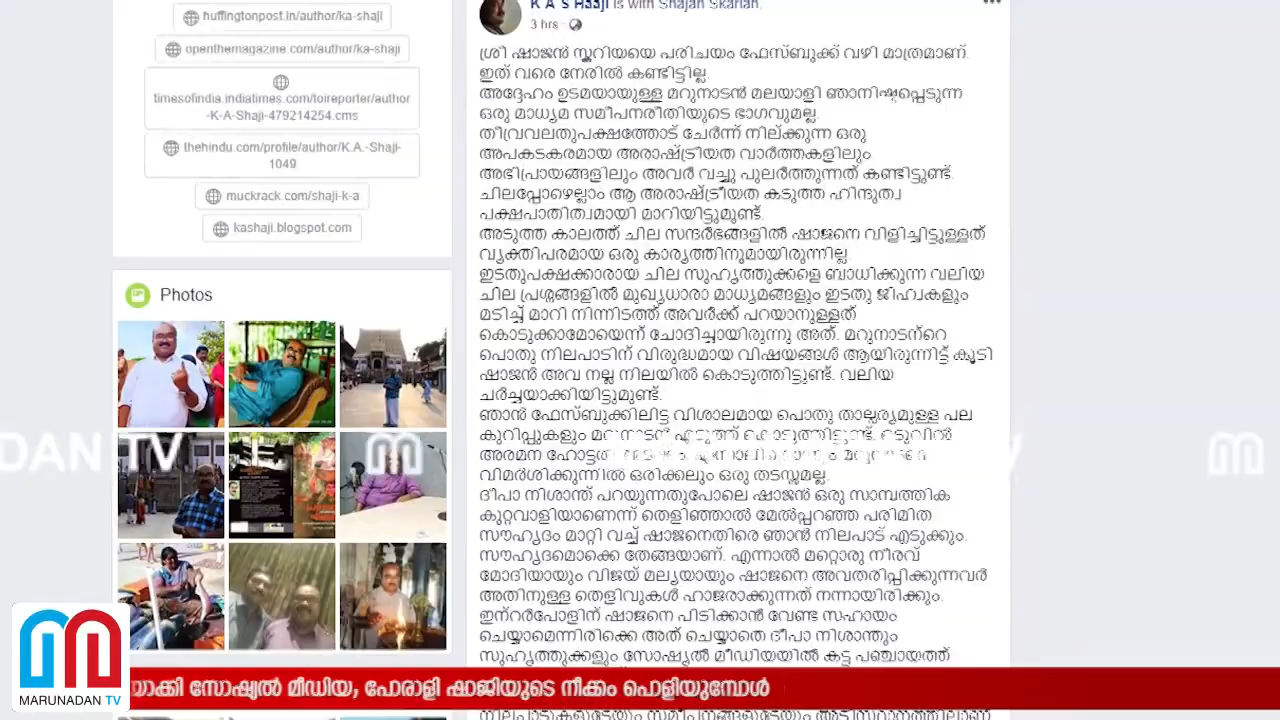 huffingtonpost.in/author/ka-shaji
openthemagazine.com/author/ka-shaji
timesofindia.indiatimes.com/toireporter/author
-K-A-Shaji-479214254.cms
thehindu.com/profile/author/K.A.-Shaji-
1049
muckrack.com/shaji-k-a
kashaji.blogspot.com
Photos
K A S Haaji is with Shajan Skariah.
3 hrs
ശ്രീ ഷാജൻ സ്കറിയയെ പരിചയം ഫേസ്ബുക്ക് വഴി മാത്രമാണ്.
ഇത് വരെ നേരിൽ കണ്ടിട്ടില്ല.
അദ്ദേഹം ഉടമയായുള്ള മറുനാടൻ മലയാളി ഞാനിഷ്ടപ്പെടുന്ന
ഒരു മാധ്യമ സമീപനരീതിയുടെ ഭാഗവുമല്ല.
തീവ്രവലതുപക്ഷത്തോട് ചേർന്ന് നില്ക്കുന്ന ഒരു
അപകടകരമായ അരാഷ്ട്രീയത വാർത്തകളിലും
അഭിപ്രായങ്ങളിലും അവർ വച്ചു പുലർത്തുന്നത് കണ്ടിട്ടുണ്ട്.
ചിലപ്പോഴെല്ലാം ആ അരാഷ്ട്രീയത കടുത്ത ഹിന്ദുത്വ
പക്ഷപാതിത്വമായി മാറിയിട്ടുമുണ്ട്.
അടുത്ത കാലത്ത് ചില സന്ദർഭങ്ങളിൽ ഷാജനെ വിളിച്ചിട്ടുള്ളത്
വ്യക്തിപരമായ ഒരു കാര്യത്തിനുമായിരുന്നില്ല.
ഇടതുപക്ഷക്കാരായ ചില സുഹൃത്തുക്കളെ ബാധിക്കുന്ന വലിയ
ചില പ്രശ്നങ്ങളിൽ മുഖ്യധാരാ മാധ്യമങ്ങളും ഇടതു ജിഹ്വകളും
മടിച്ച് മാറി നിന്നിടത്ത് അവർക്ക് പറയാനുള്ളത്
കൊടുക്കാമോയെന്ന് ചോദിച്ചായിരുന്നു അത്. മറുനാടന്റെ
പൊതു നിലപാടിന് വിരുദ്ധമായ വിഷയങ്ങൾ ആയിരുന്നിട്ട് കൂടി
ഷാജൻ അവ നല്ല നിലയിൽ കൊടുത്തിട്ടുണ്ട്. വലിയ
ചർച്ചയാക്കിയിട്ടുമുണ്ട്.
ഞാൻ ഫേസ്ബുക്കിലിട്ട വിശാലമായ പൊതു താല്പര്യമുള്ള പല
കുറിപ്പുകളും മറുനാടൻ എടുത്ത് കൊടുത്തിട്ടുണ്ട്. ഒടുവിൽ
അരമന ഹോട്ടൽ
വിമർശിക്കുന്നിൽ ഒരിക്കലും ഒരു തടസ്സമല്ല.
ദീപാ നിശാന്ത് പറയുന്നതുപോലെ ഷാജൻ ഒരു സാമ്പത്തിക
കുറ്റവാളിയാണെന്ന് തെളിഞ്ഞാൽ മേൽപ്പറഞ്ഞ പരിമിത
സൗഹൃദം മാറ്റി വച്ച് ഷാജനെതിരെ ഞാൻ നിലപാട് എടുക്കും.
സൗഹൃദമൊക്കെ തേങ്ങയാണ്. എന്നാൽ മറ്റൊരു നീരവ്
മോദിയായും വിജയ് മല്യയായും ഷാജനെ അവതരിപ്പിക്കുന്നവർ
അതിനുള്ള തെളിവുകൾ ഹാജരാക്കുന്നത് നന്നായിരിക്കും.
ഇന്റർപോളിന് ഷാജനെ പിടിക്കാൻ വേണ്ട സഹായം
ചെയ്യാമെന്നിരിക്കെ അത് ചെയ്യാതെ ദീപാ നിശാന്തും
സുഹൃത്തുക്കളും സോഷ്യൽ മീഡിയയിൽ കട്ട പഞ്ചായത്ത്
DAN TV
MARUNADAN TV
യാക്കി സോഷ്യൽ മീഡിയ; പോരാളി ഷാജിയുടെ നീക്കം പൊളിയുമ്പോൾ